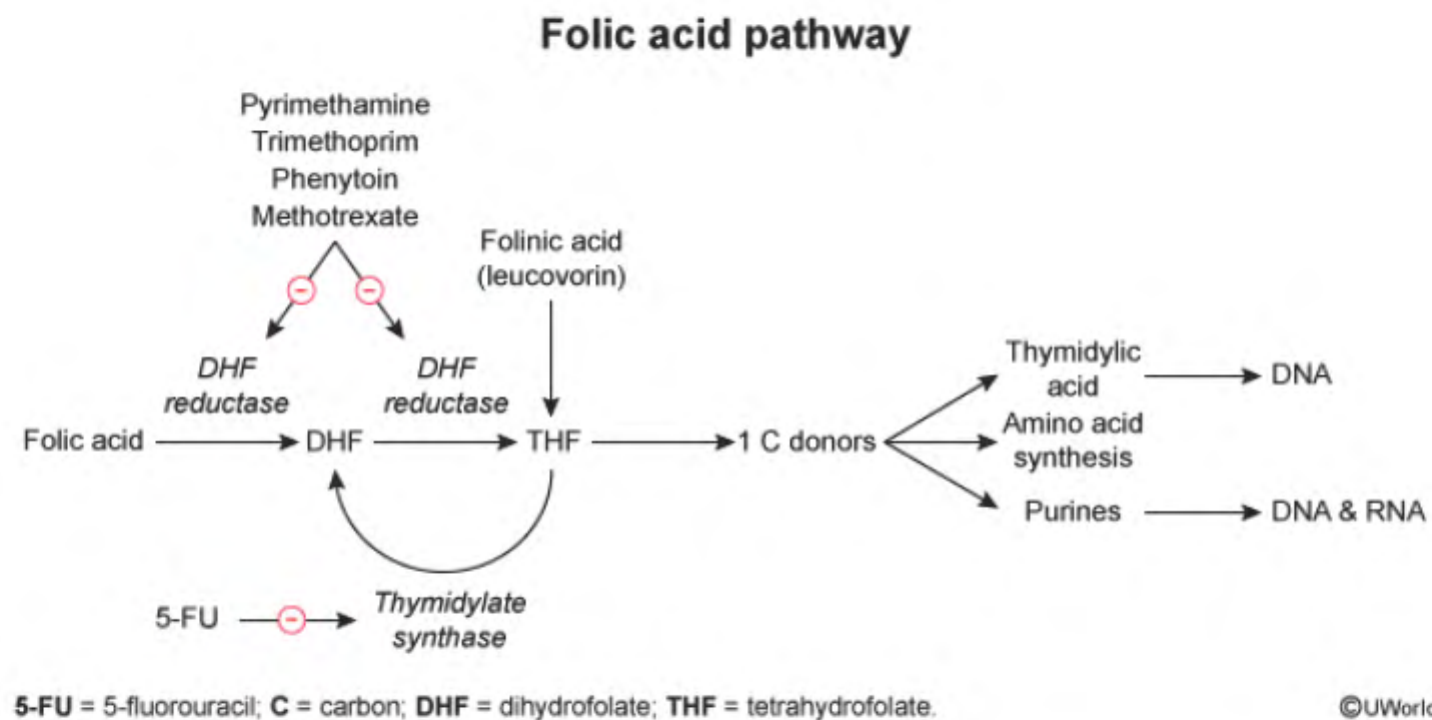 Folic acid pathway
Pyrimethamine
Trimethoprim
Phenytoin
Methotrexate
Folinic acid
(leucovorin)
DHF
reductase
DHF
reductase
Folic acid
DHF
THF
1 C donors
Thymidylic
acid
DNA
Amino acid
synthesis
Purines
DNA & RNA
5-FU
Thymidylate
synthase
5-FU = 5-fluorouracil; C = carbon; DHF = dihydrofolate; THF = tetrahydrofolate.
©UWorld